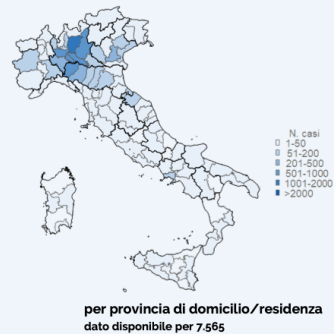 N. casi
1-50
51-200
201-500
501-1000
1001-2000
>2000
per provincia di domicilio/residenza
dato disponibile per 7.565